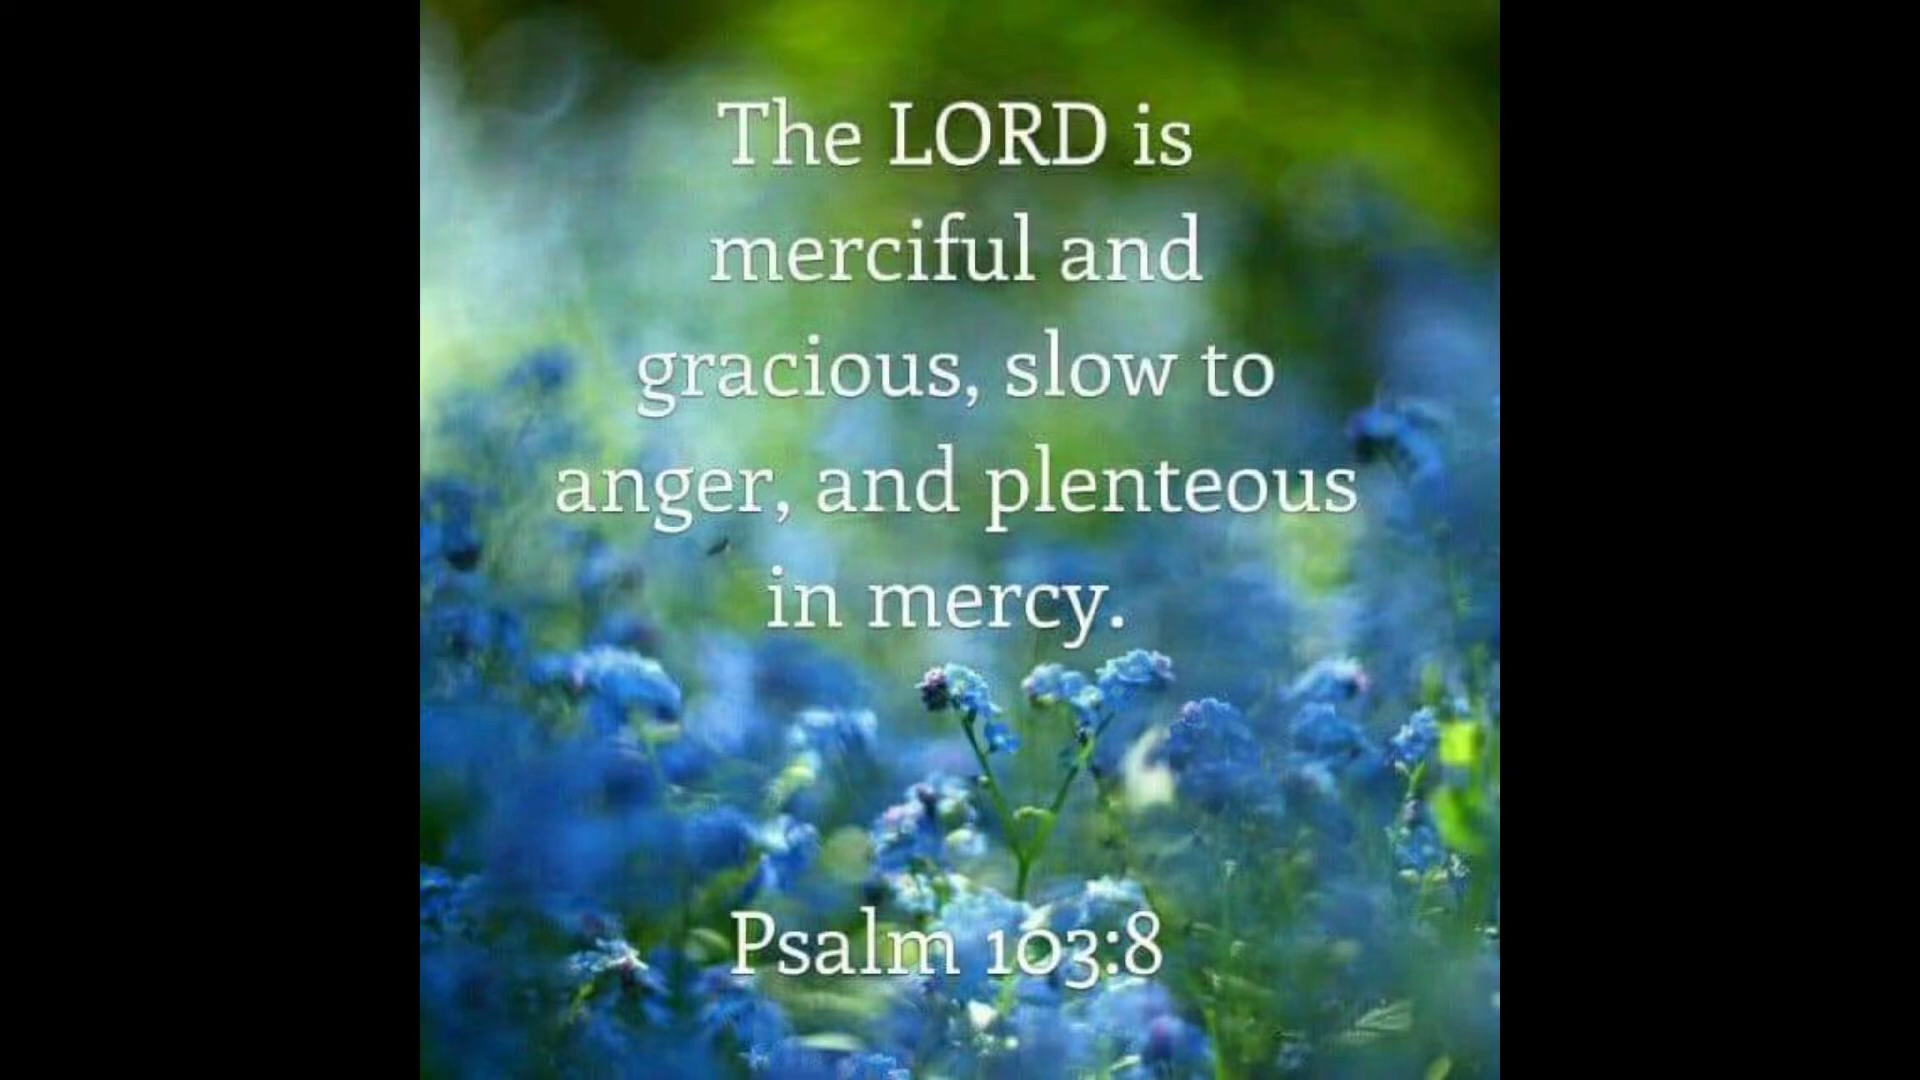 The LORD is
merciful and
gracious, slow to
anger, and plenteous
in mercy.
Psalm 103:8